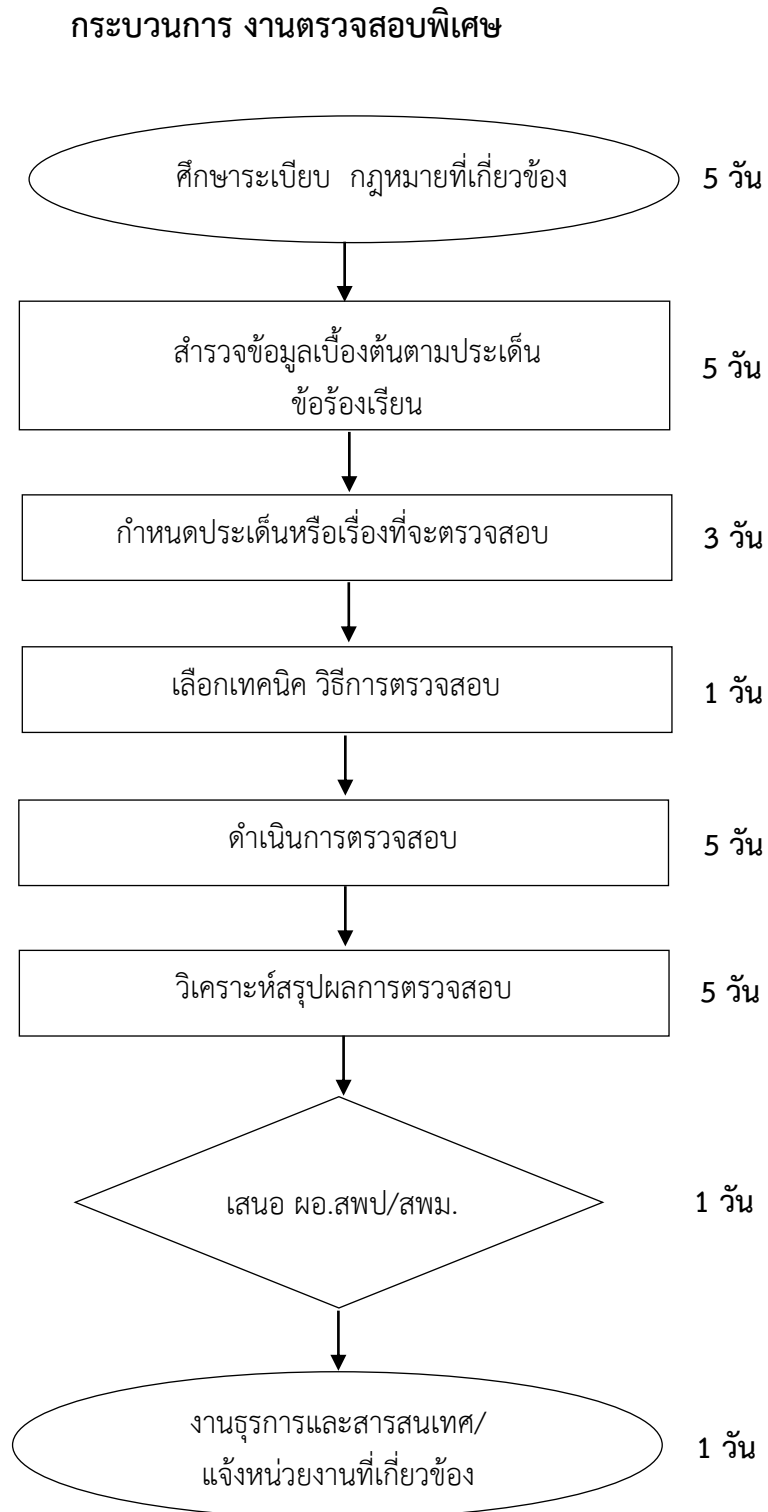 กระบวนการ งานตรวจสอบพิเศษ
ศึกษาระเบียบ กฎหมายที่เกี่ยวข้อง
5 วัน
สำรวจข้อมูลเบื้องต้นตามประเด็น
ข้อร้องเรียน
5 วัน
กำหนดประเด็นหรือเรื่องที่จะตรวจสอบ
3 วัน
เลือกเทคนิค วิธีการตรวจสอบ
1 วัน
ดำเนินการตรวจสอบ
5 วัน
วิเคราะห์สรุปผลการตรวจสอบ
5 วัน
เสนอ ผอ.สพป/สพม.
1 วัน
งานธุรการและสารสนเทศ/
แจ้งหน่วยงานที่เกี่ยวข้อง
1 วัน